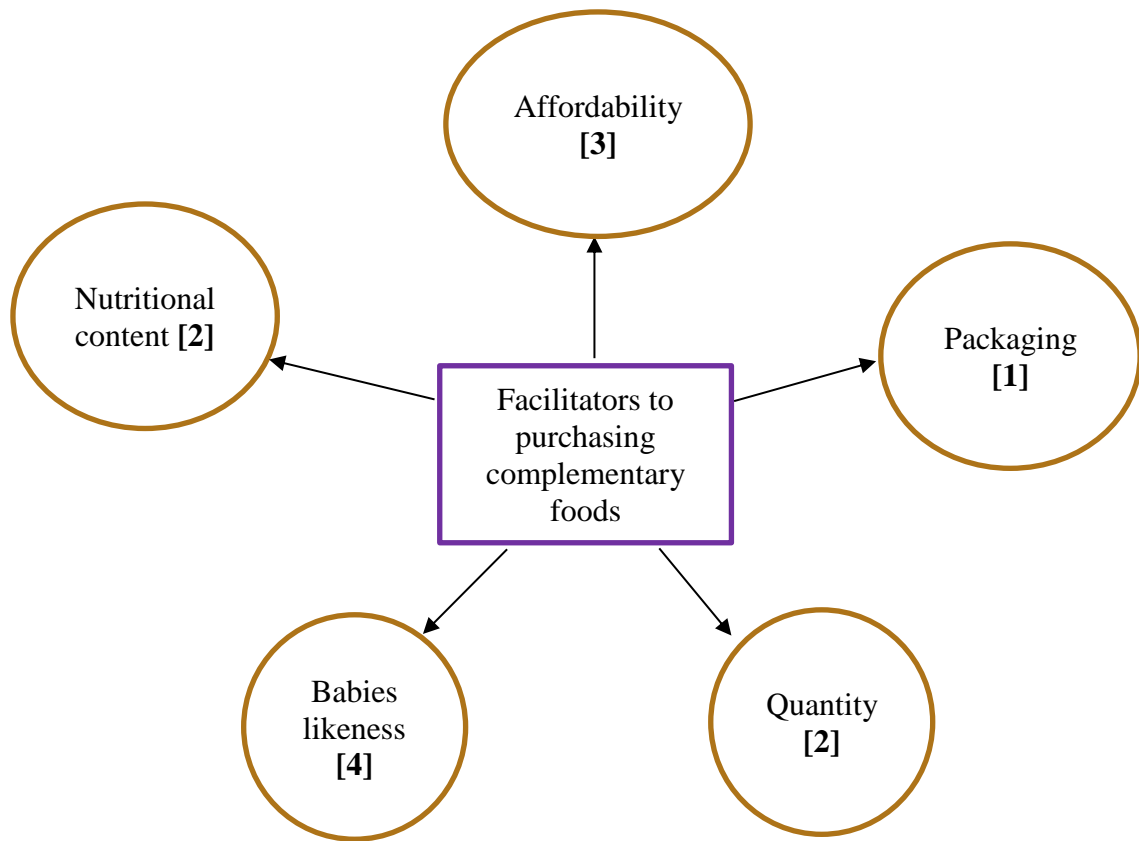 Affordability
[3]
Nutritional
content [2]
Packaging
[1]
Facilitators to
purchasing
complementary
foods
Babies
likeness
[4]
Quantity
[2]